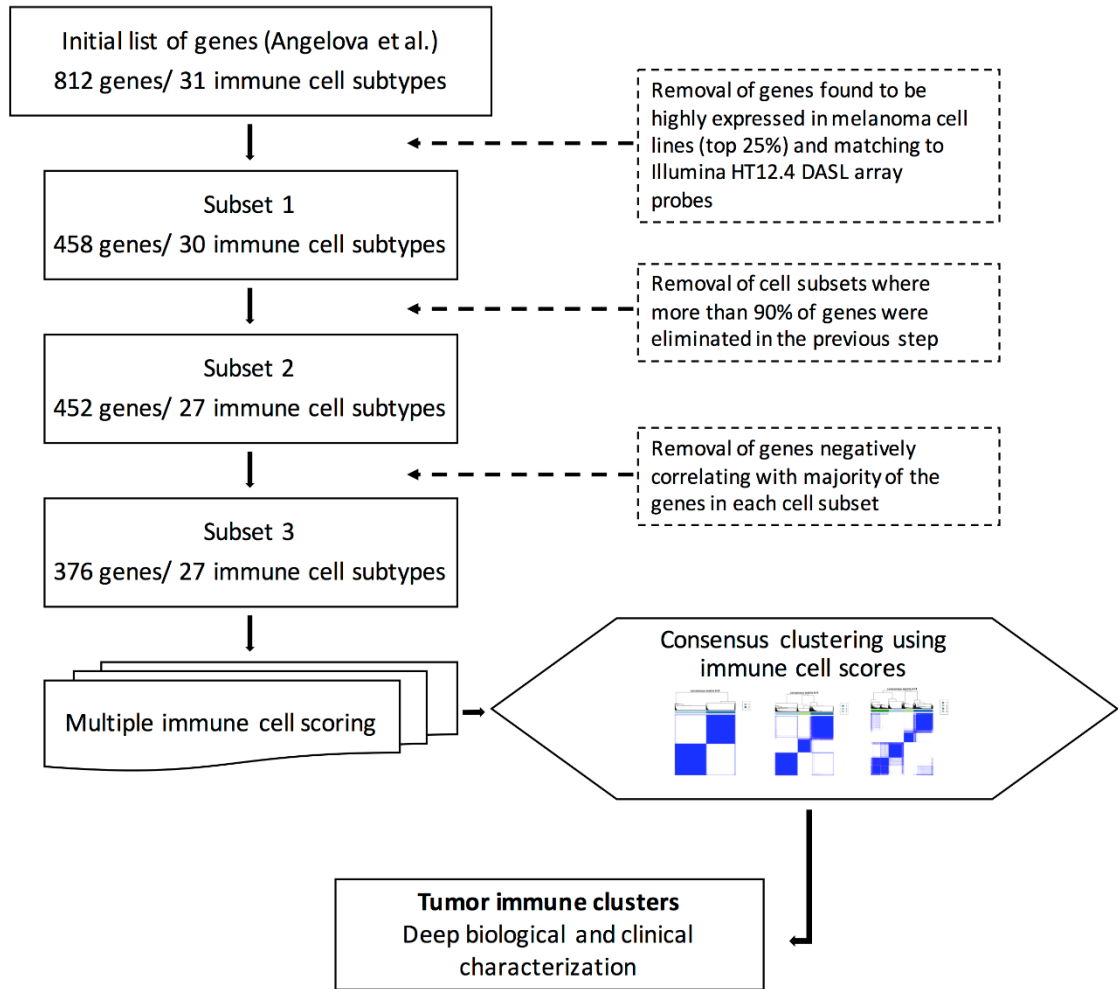 Initial list of genes (Angelova et al.)
812 genes/ 31 immune cell subtypes
Removal of genes found to be
highly expressed in melanoma cell
lines (top 25%) and matching to
Illumina HT12.4 DASL array
probes
Subset 1
458 genes/ 30 immune cell subtypes
Removal of cell subsets where
more than 90% of genes were
eliminated in the previous step
Subset 2
452 genes/ 27 immune cell subtypes
Removal of genes negatively
correlating with majority of the
genes in each cell subset
Subset 3
376 genes/ 27 immune cell subtypes
Consensus clustering using
immune cell scores
Multiple immune cell scoring
Tumor immune clusters
Deep biological and clinical
characterization